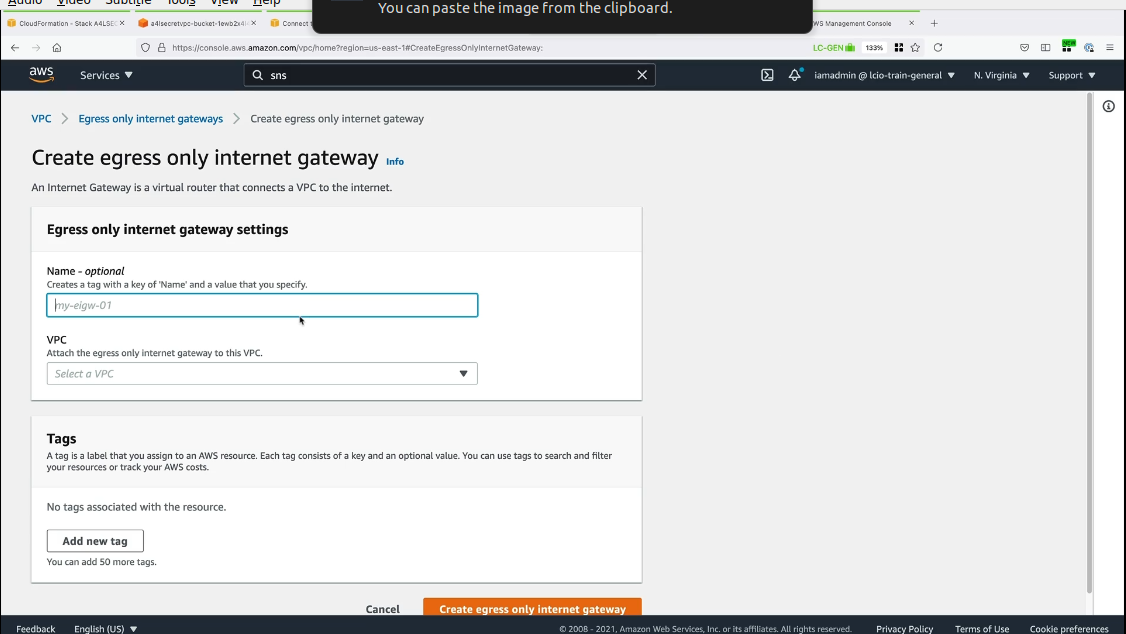 Audio Video Subtitle Tools View Help
You can paste the image from the clipboard.
CloudFormation - Stack A4LSEC
a4lsecretvpc-bucket-1ewb2x4l
Connect t
WS Management Console
https://console.aws.amazon.com/vpc/home?region=us-east-1#CreateEgressOnlyInternetGateway:
LC-GEN
133%
NEW
aws
Services
sns
iamadmin @ lcio-train-general
N. Virginia
Support
VPC > Egress only internet gateways > Create egress only internet gateway
Create egress only internet gateway Info
An Internet Gateway is a virtual router that connects a VPC to the internet.
Egress only internet gateway settings
Name - optional
Creates a tag with a key of 'Name' and a value that you specify.
my-eigw-01
VPC
Attach the egress only internet gateway to this VPC.
Select a VPC
Tags
A tag is a label that you assign to an AWS resource. Each tag consists of a key and an optional value. You can use tags to search and filter
your resources or track your AWS costs.
No tags associated with the resource.
Add new tag
You can add 50 more tags.
Cancel
Create egress only internet gateway
Feedback
English (US)
© 2008 - 2021, Amazon Web Services, Inc. or its affiliates. All rights reserved.
Privacy Policy
Terms of Use
Cookie preferences